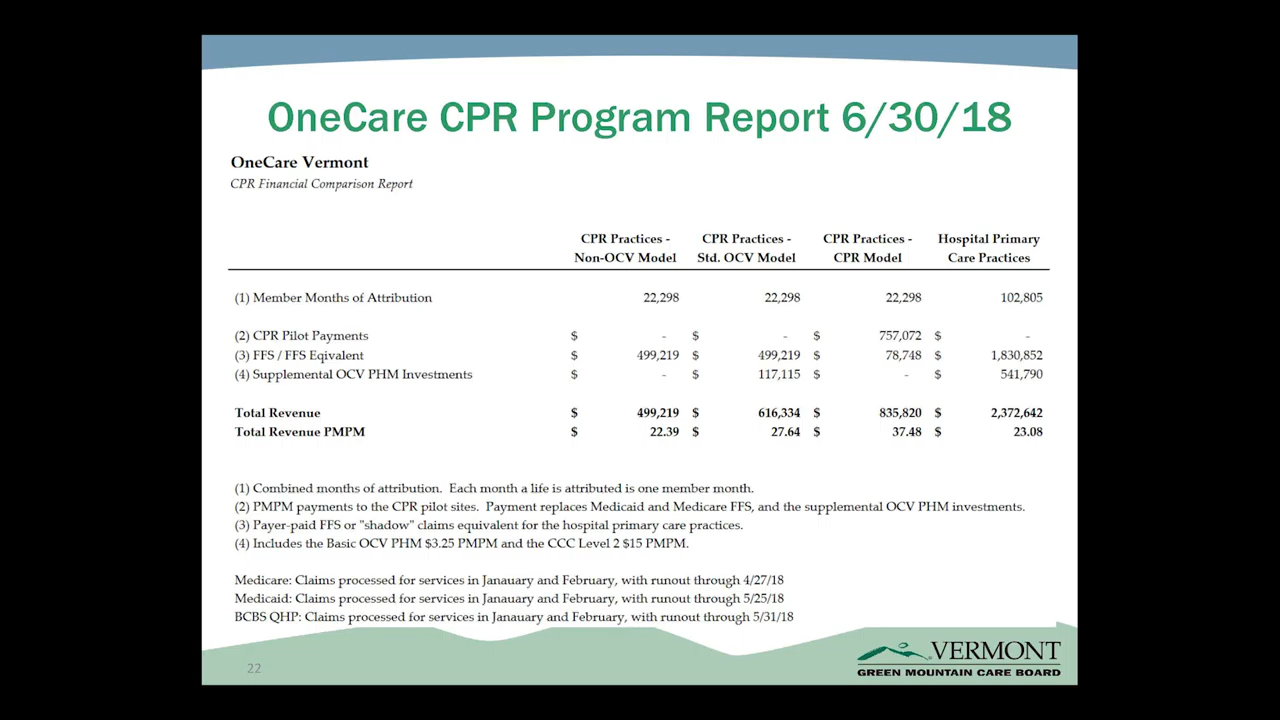 OneCare CPR Program Report 6/30/18
OneCare Vermont
CPR Financial Comparison Report
CPR Practices - CPR Practices - CPR Practices - Hospital Primary
Non-OCV Model Std. OCV Model CPR Model Care Practices
(1) Member Months of Attribution 22,298 22,298 22,298 102,805
(2) CPR Pilot Payments $ - $ - $ 757,072 $ -
(3) FFS / FFS Eqivalent $ 499,219 $ 499,219 $ 78,748 $ 1,830,852
(4) Supplemental OCV PHM Investments $ - $ 117,115 $ - $ 541,790
Total Revenue $ 499,219 $ 616,334 $ 835,820 $ 2,372,642
Total Revenue PMPM $ 22.39 $ 27.64 $ 37.48 $ 23.08
(1) Combined months of attribution. Each month a life is attributed is one member month.
(2) PMPM payments to the CPR pilot sites. Payment replaces Medicaid and Medicare FFS, and the supplemental OCV PHM investments.
(3) Payer-paid FFS or "shadow" claims equivalent for the hospital primary care practices.
(4) Includes the Basic OCV PHM $3.25 PMPM and the CCC Level 2 $15 PMPM.
Medicare: Claims processed for services in Janauary and February, with runout through 4/27/18
Medicaid: Claims processed for services in Janauary and February, with runout through 5/25/18
BCBS QHP: Claims processed for services in Janauary and February, with runout through 5/31/18
22
VERMONT
GREEN MOUNTAIN CARE BOARD